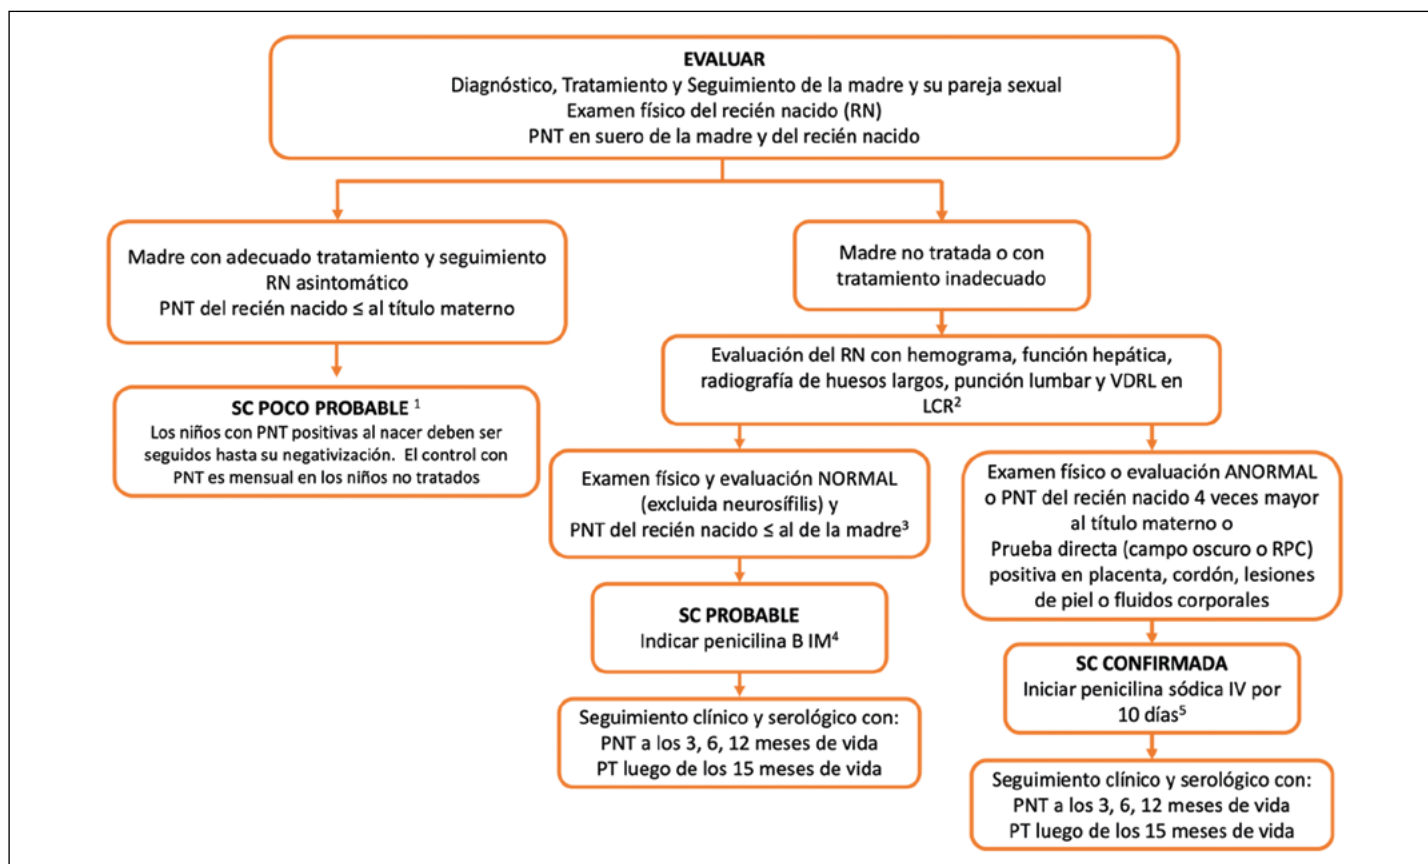 EVALUAR
Diagnóstico, Tratamiento y Seguimiento de la madre y su pareja sexual
Examen físico del recién nacido (RN)
PNT en suero de la madre y del recién nacido
Madre con adecuado tratamiento y seguimiento
RN asintomático
PNT del recién nacido ≤ al título materno
Madre no tratada o con
tratamiento inadecuado
SC POCO PROBABLE ¹
Los niños con PNT positivas al nacer deben ser
seguidos hasta su negativización. El control con
PNT es mensual en los niños no tratados
Evaluación del RN con hemograma, función hepática,
radiografía de huesos largos, punción lumbar y VDRL en
LCR²
Examen físico y evaluación NORMAL
(excluida neurosífilis) y
PNT del recién nacido ≤ al de la madre³
Examen físico o evaluación ANORMAL
o PNT del recién nacido 4 veces mayor
al título materno o
Prueba directa (campo oscuro o RPC)
positiva en placenta, cordón, lesiones
de piel o fluidos corporales
SC PROBABLE
Indicar penicilina B IM⁴
SC CONFIRMADA
Iniciar penicilina sódica IV por
10 días⁵
Seguimiento clínico y serológico con:
PNT a los 3, 6, 12 meses de vida
PT luego de los 15 meses de vida
Seguimiento clínico y serológico con:
PNT a los 3, 6, 12 meses de vida
PT luego de los 15 meses de vida